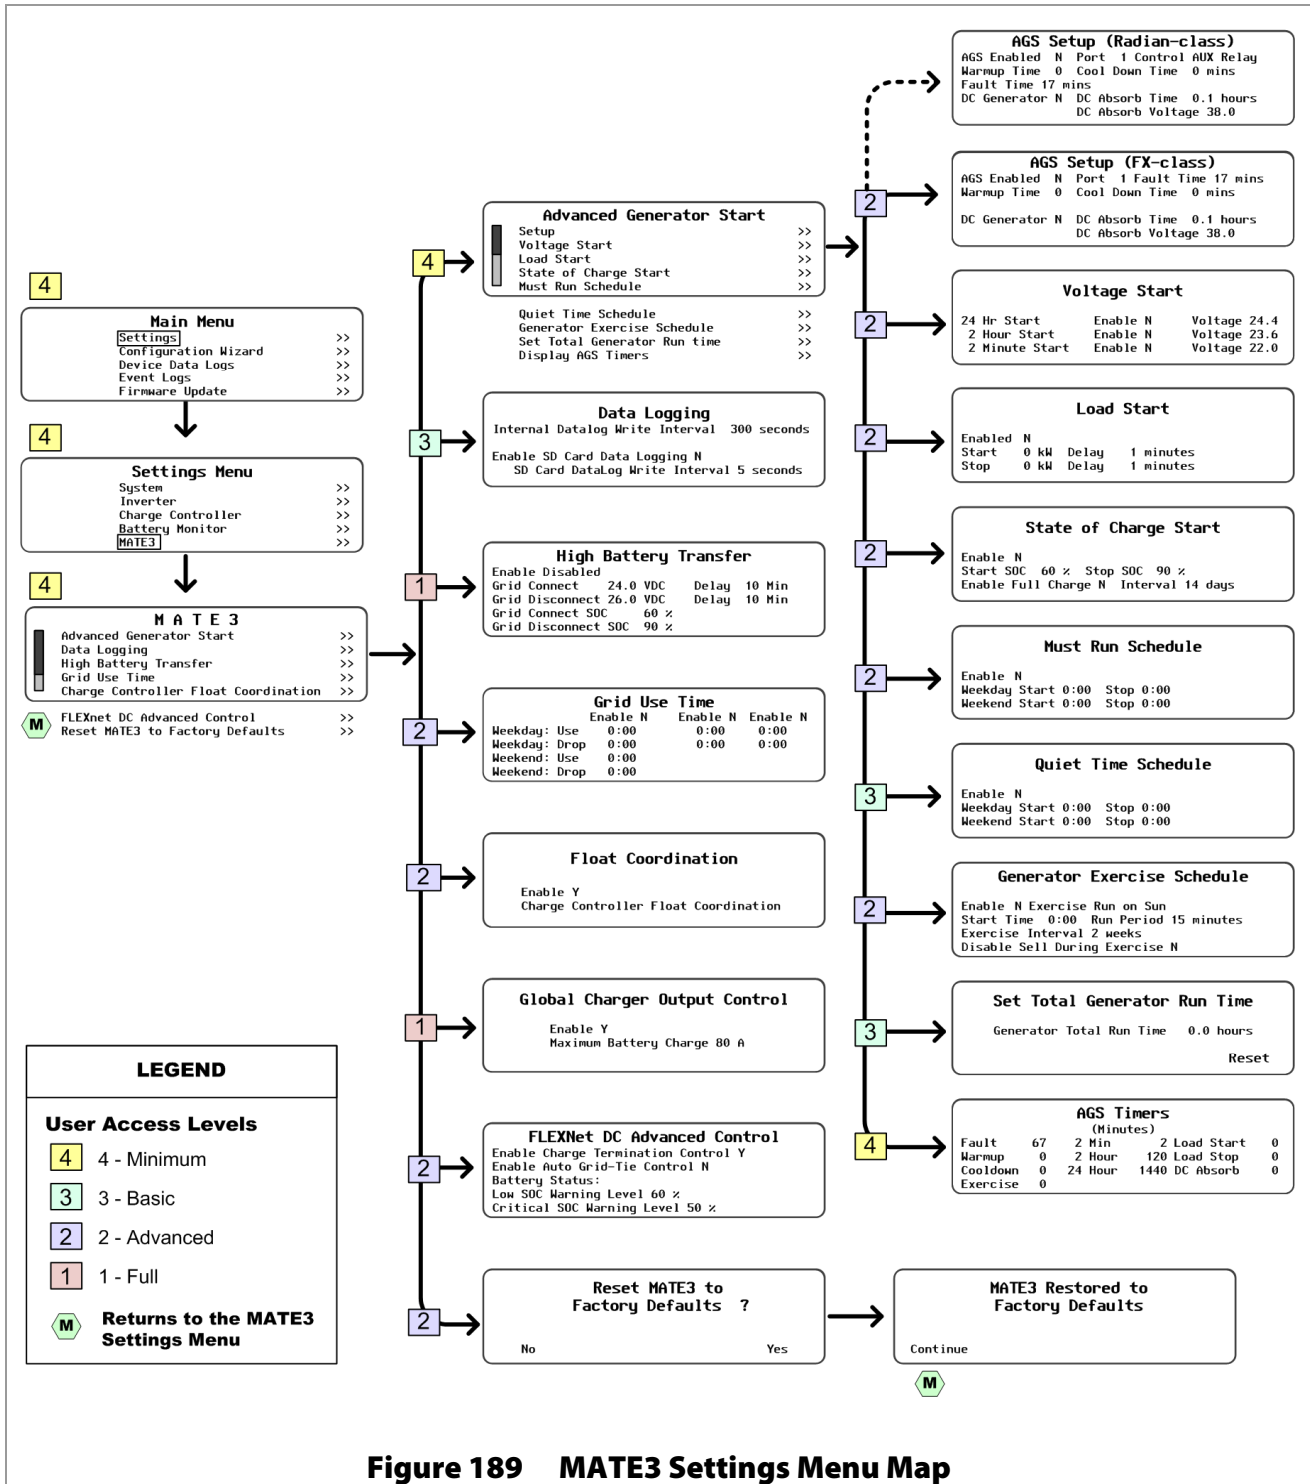 4
Main Menu
Settings >>
Configuration Wizard >>
Device Data Logs >>
Event Logs >>
Firmware Update >>
4
Settings Menu
System >>
Inverter >>
Charge Controller >>
Battery Monitor >>
MATE3 >>
4
M A T E 3
Advanced Generator Start >>
Data Logging >>
High Battery Transfer >>
Grid Use Time >>
Charge Controller Float Coordination >>
M
FLEXnet DC Advanced Control >>
Reset MATE3 to Factory Defaults >>
LEGEND
User Access Levels
4 4 - Minimum
3 3 - Basic
2 2 - Advanced
1 1 - Full
M Returns to the MATE3
Settings Menu
4
Advanced Generator Start
Setup >>
Voltage Start >>
Load Start >>
State of Charge Start >>
Must Run Schedule >>
Quiet Time Schedule >>
Generator Exercise Schedule >>
Set Total Generator Run time >>
Display AGS Timers >>
3
Data Logging
Internal Datalog Write Interval 300 seconds
Enable SD Card Data Logging N
SD Card DataLog Write Interval 5 seconds
1
High Battery Transfer
Enable Disabled
Grid Connect 24.0 VDC Delay 10 Min
Grid Disconnect 26.0 VDC Delay 10 Min
Grid Connect SOC 60 %
Grid Disconnect SOC 90 %
2
Grid Use Time
Enable N Enable N Enable N
Weekday: Use 0:00 0:00 0:00
Weekday: Drop 0:00 0:00 0:00
Weekend: Use 0:00
Weekend: Drop 0:00
2
Float Coordination
Enable Y
Charge Controller Float Coordination
1
Global Charger Output Control
Enable Y
Maximum Battery Charge 80 A
2
FLEXNet DC Advanced Control
Enable Charge Termination Control Y
Enable Auto Grid-Tie Control N
Battery Status:
Low SOC Warning Level 60 %
Critical SOC Warning Level 50 %
2
Reset MATE3 to
Factory Defaults ?
No Yes
MATE3 Restored to
Factory Defaults
Continue
M
AGS Setup (Radian-class)
AGS Enabled N Port 1 Control AUX Relay
Warmup Time 0 Cool Down Time 0 mins
Fault Time 17 mins
DC Generator N DC Absorb Time 0.1 hours
DC Absorb Voltage 38.0
2
AGS Setup (FX-class)
AGS Enabled N Port 1 Fault Time 17 mins
Warmup Time 0 Cool Down Time 0 mins
DC Generator N DC Absorb Time 0.1 hours
DC Absorb Voltage 38.0
2
Voltage Start
24 Hr Start Enable N Voltage 24.4
2 Hour Start Enable N Voltage 23.6
2 Minute Start Enable N Voltage 22.0
2
Load Start
Enabled N
Start 0 kW Delay 1 minutes
Stop 0 kW Delay 1 minutes
2
State of Charge Start
Enable N
Start SOC 60 % Stop SOC 90 %
Enable Full Charge N Interval 14 days
2
Must Run Schedule
Enable N
Weekday Start 0:00 Stop 0:00
Weekend Start 0:00 Stop 0:00
3
Quiet Time Schedule
Enable N
Weekday Start 0:00 Stop 0:00
Weekend Start 0:00 Stop 0:00
2
Generator Exercise Schedule
Enable N Exercise Run on Sun
Start Time 0:00 Run Period 15 minutes
Exercise Interval 2 weeks
Disable Sell During Exercise N
3
Set Total Generator Run Time
Generator Total Run Time 0.0 hours
Reset
4
AGS Timers
(Minutes)
Fault 67 2 Min 2 Load Start 0
Warmup 0 2 Hour 120 Load Stop 0
Cooldown 0 24 Hour 1440 DC Absorb 0
Exercise 0
Figure 189 MATE3 Settings Menu Map